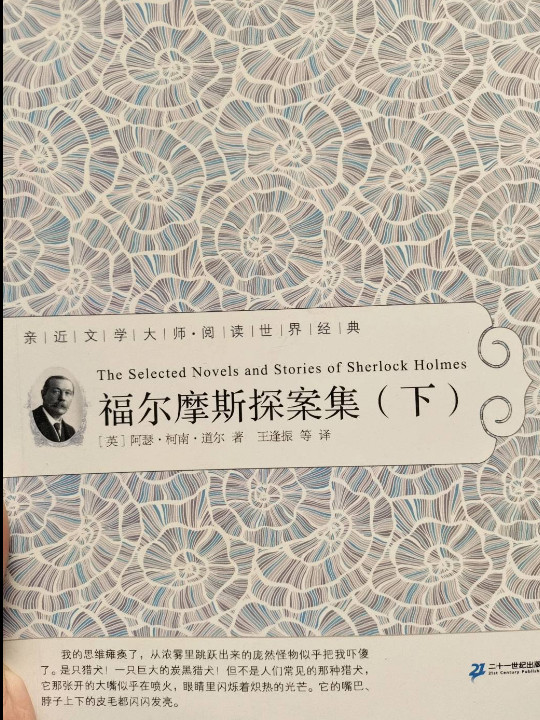 亲近文学大师·阅读世界经典
The Selected Novels and Stories of Sherlock Holmes
福尔摩斯探案集（下）
[英] 阿瑟·柯南·道尔 著 王逢振 等 译
我的思维瘫痪了，从浓雾里跳跃出来的庞然怪物似乎把我吓傻
了。是只猎犬！一只巨大的炭黑猎犬！但不是人们常见的那种猎犬，
它那张开的大嘴似乎在喷火，眼睛里闪烁着炽热的光芒。它的嘴巴、
脖子上下的皮毛都闪闪发亮。
21 二十一世纪出版
21st Century Publish